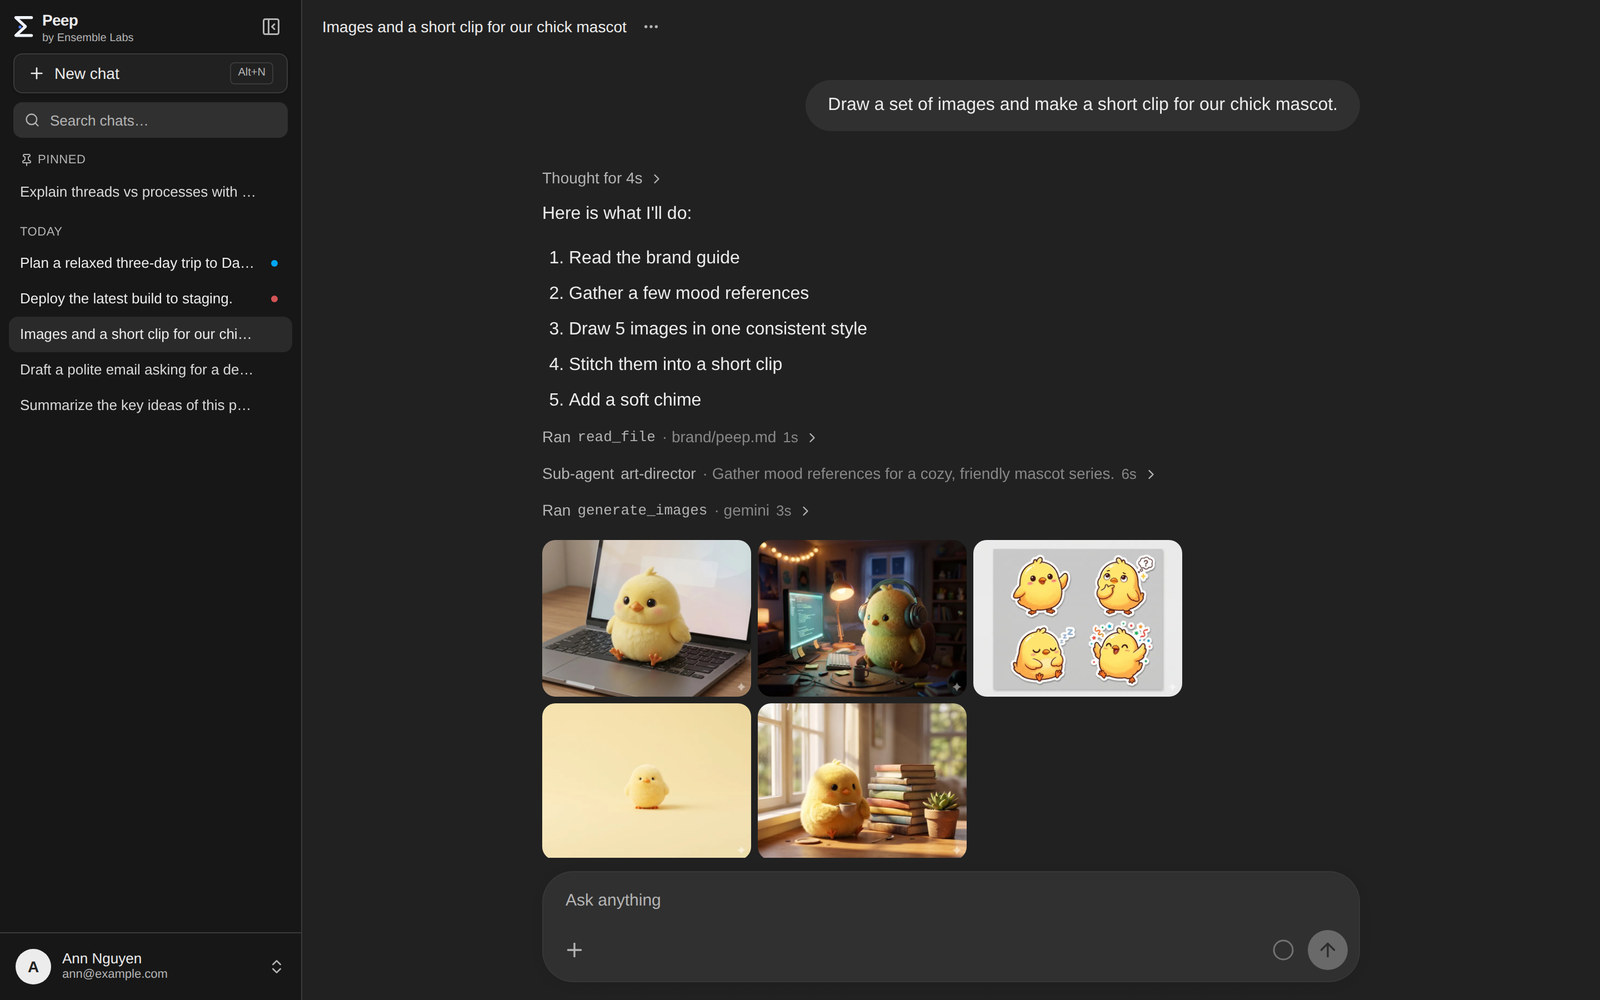 Peep
by Ensemble Labs
New chat
Alt+N
Search chats…
PINNED
Explain threads vs processes with …
TODAY
Plan a relaxed three-day trip to Da…
Deploy the latest build to staging.
Images and a short clip for our chi…
Draft a polite email asking for a de…
Summarize the key ideas of this p…
A
Ann Nguyen
ann@example.com
Images and a short clip for our chick mascot
Draw a set of images and make a short clip for our chick mascot.
Thought for 4s
Here is what I'll do:
1. Read the brand guide
2. Gather a few mood references
3. Draw 5 images in one consistent style
4. Stitch them into a short clip
5. Add a soft chime
Ran read_file · brand/peep.md 1s
Sub-agent art-director · Gather mood references for a cozy, friendly mascot series. 6s
Ran generate_images · gemini 3s
?
z z
Ask anything